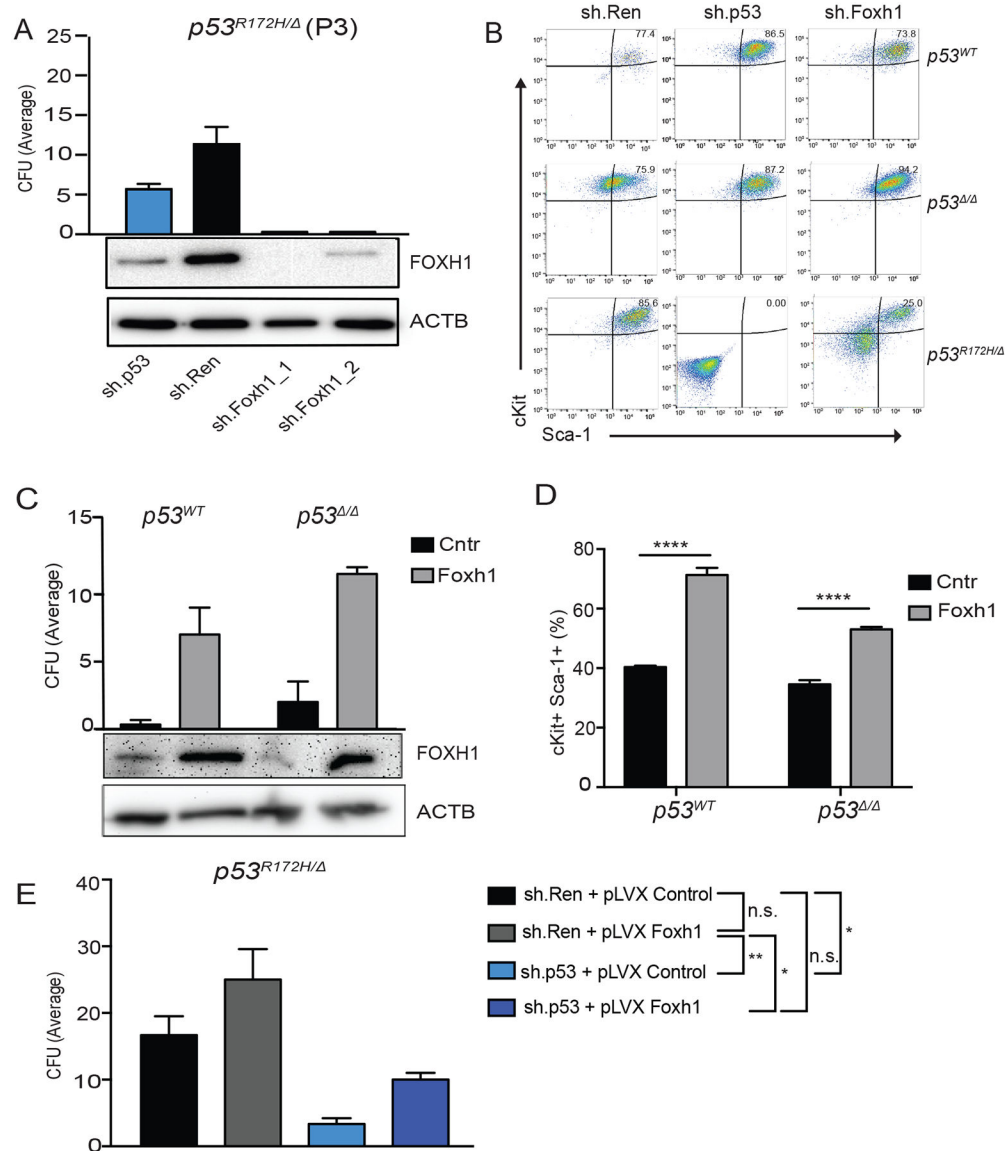 A
p53R172H/Δ (P3)
CFU (Average)
25
20
15
10
5
0
FOXH1
ACTB
sh.p53
sh.Ren
sh.Foxh1_1
sh.Foxh1_2
B
sh.Ren
sh.p53
sh.Foxh1
77.4
86.5
73.8
p53WT
75.9
87.2
94.2
p53Δ/Δ
85.6
0.00
25.0
p53R172H/Δ
cKit
Sca-1
C
p53WT
p53Δ/Δ
CFU (Average)
15
10
5
0
Cntr
Foxh1
FOXH1
ACTB
D
cKit+ Sca-1+ (%)
80
60
40
20
0
****
****
Cntr
Foxh1
p53WT
p53Δ/Δ
E
p53R172H/Δ
CFU (Average)
40
30
20
10
0
sh.Ren + pLVX Control
sh.Ren + pLVX Foxh1
sh.p53 + pLVX Control
sh.p53 + pLVX Foxh1
n.s.
**
*
n.s.
*